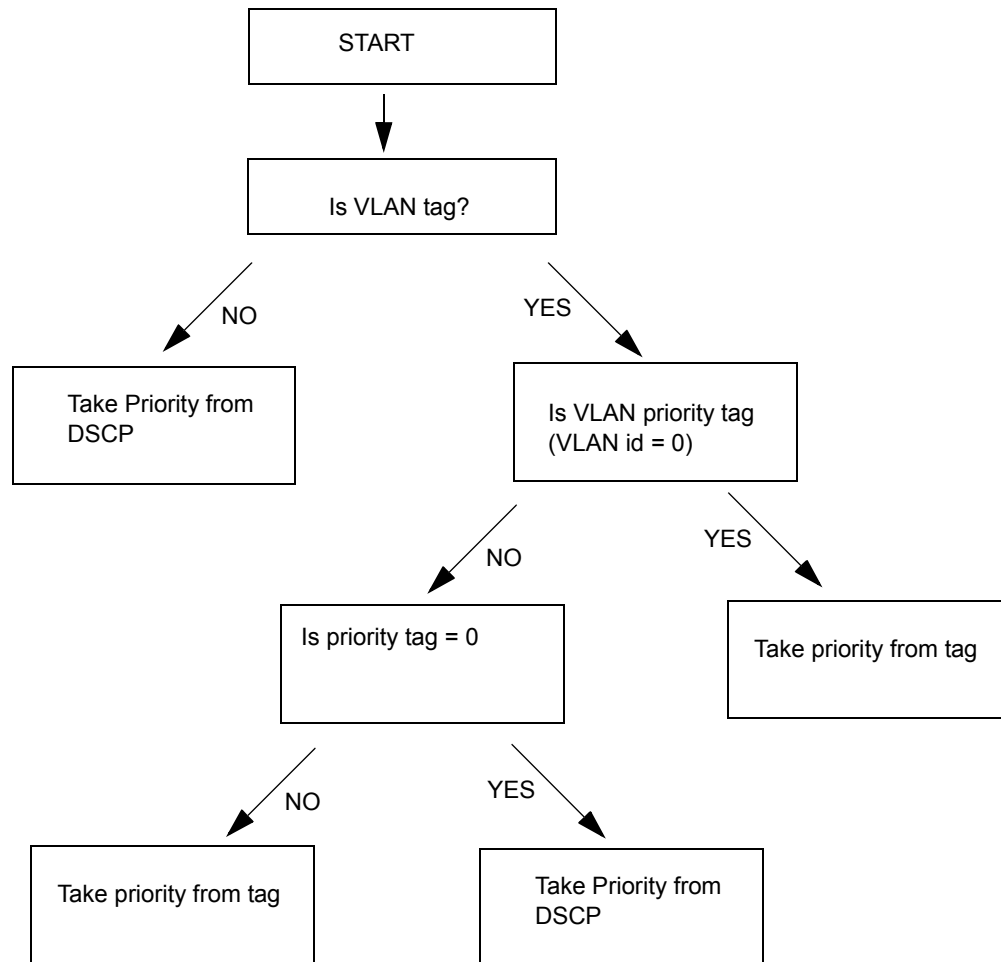 START
Is VLAN tag?
NO
YES
Take Priority from
DSCP
Is VLAN priority tag
(VLAN id = 0)
NO
YES
Is priority tag = 0
Take priority from tag
NO
YES
Take priority from tag
Take Priority from
DSCP